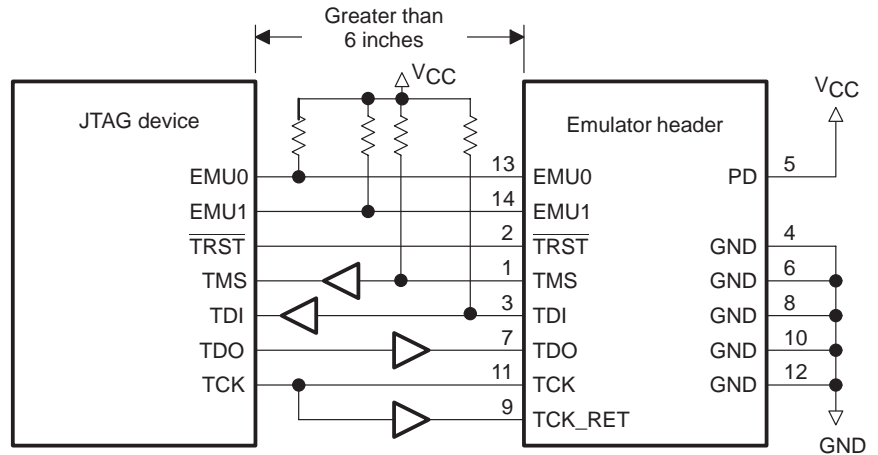 Greater than
6 inches
VCC
JTAG device
Emulator header
VCC
EMU0 13 EMU0 PD 5
EMU1 14 EMU1
TRST 2 TRST GND 4
TMS 1 TMS GND 6
TDI 3 TDI GND 8
TDO 7 TDO GND 10
TCK 11 TCK GND 12
9 TCK_RET
GND